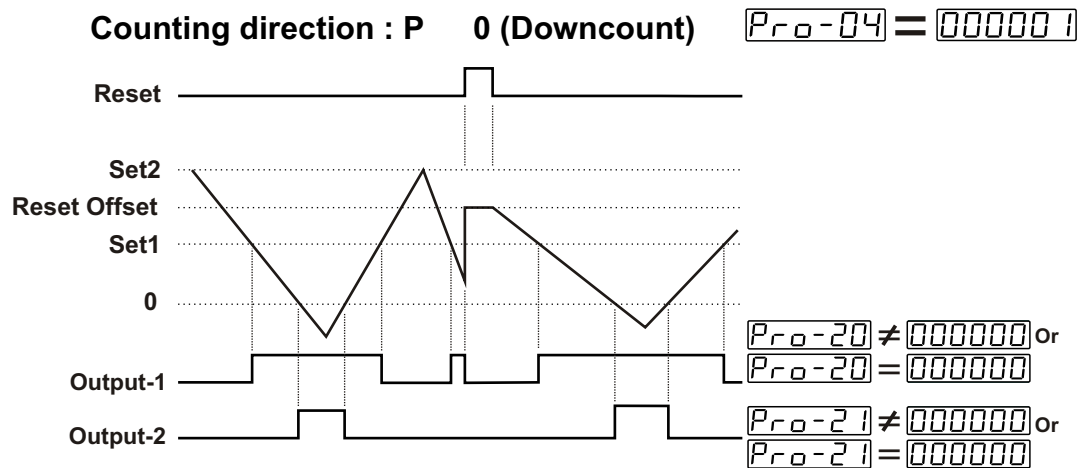 Counting direction : P 0 (Downcount) Pro-04 = 000001
Reset
Set2
Reset Offset
Set1
0
Pro-20 ≠ 000000 Or
Pro-20 = 000000
Output-1
Pro-21 ≠ 000000 Or
Output-2
Pro-21 = 000000